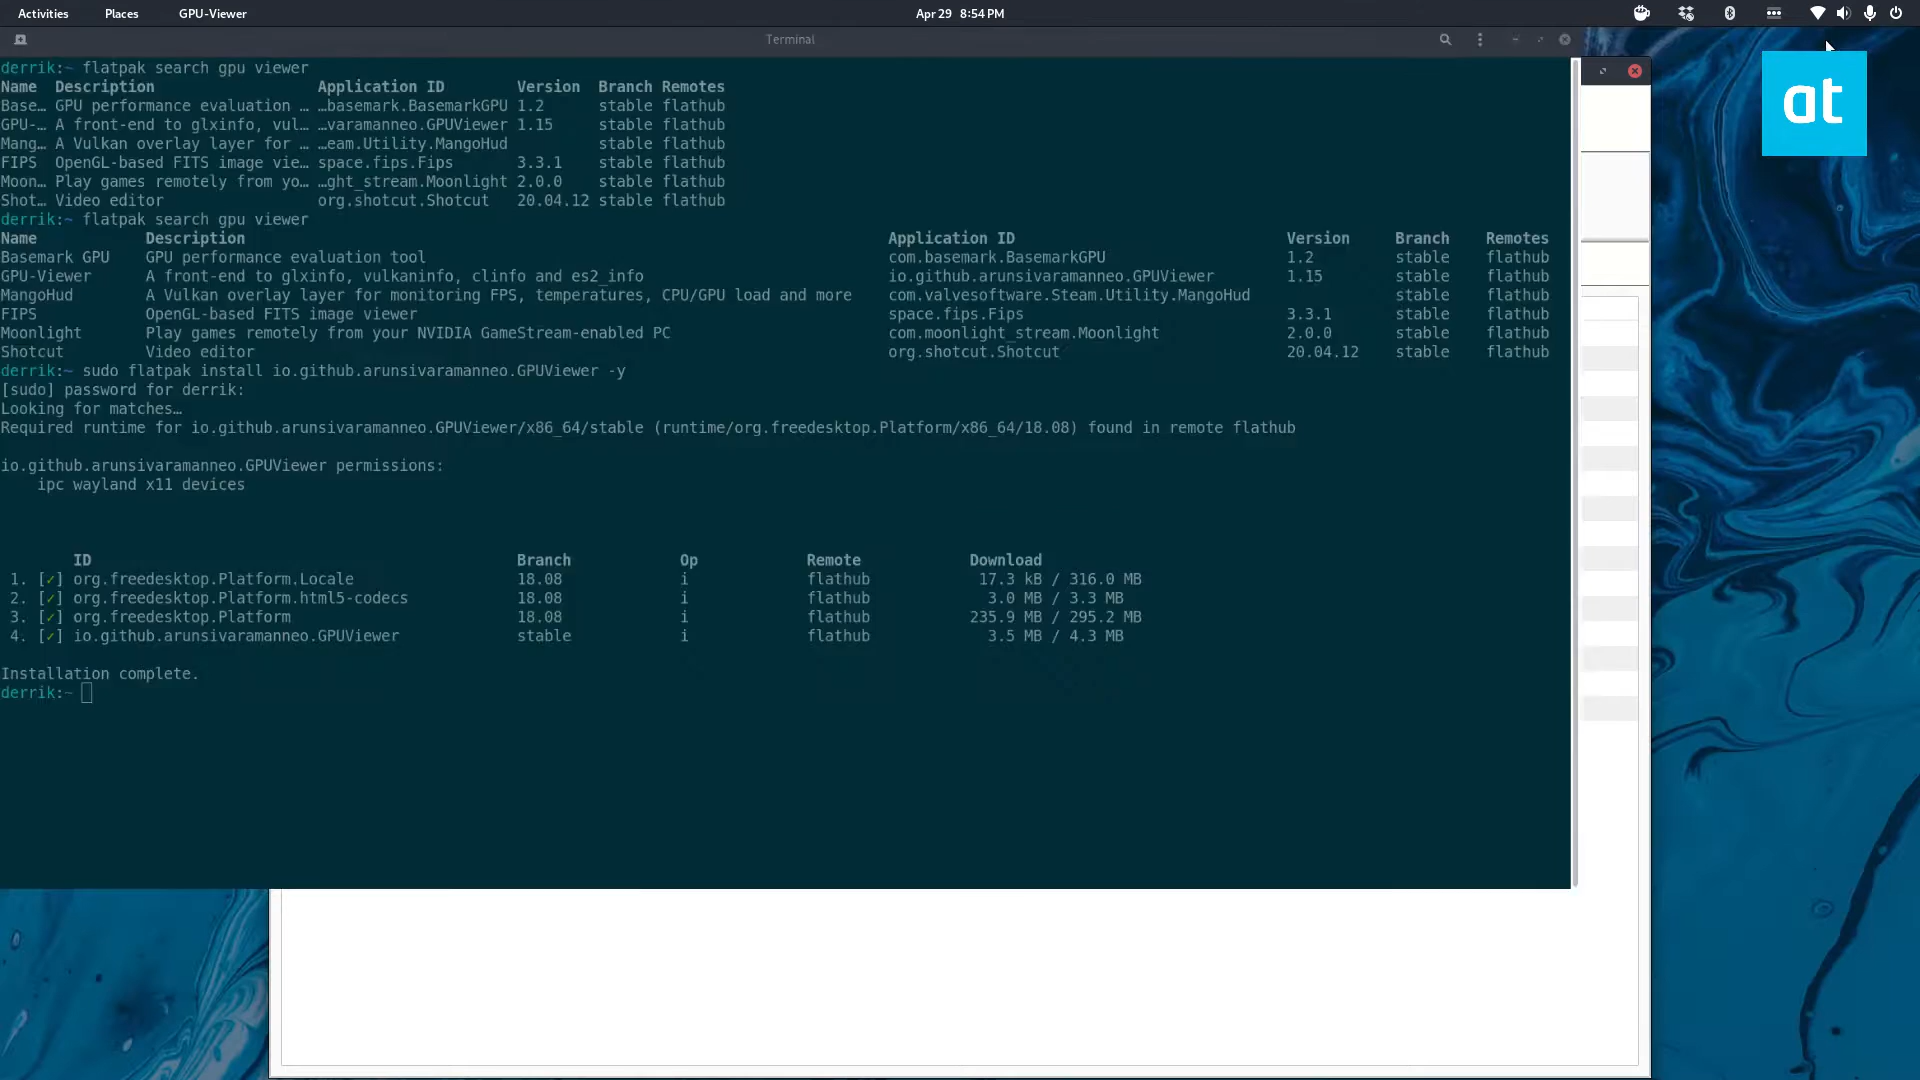 Activities Places GPU-Viewer Apr 29 8:54 PM
Terminal
at
derrik:~ flatpak search gpu viewer
Name Description Application ID Version Branch Remotes
Base… GPU performance evaluation … …basemark.BasemarkGPU 1.2 stable flathub
GPU-… A front-end to glxinfo, vul… …varamanneo.GPUViewer 1.15 stable flathub
Mang… A Vulkan overlay layer for … …eam.Utility.MangoHud stable flathub
FIPS OpenGL-based FITS image vie… space.fips.Fips 3.3.1 stable flathub
Moon… Play games remotely from yo… …ght_stream.Moonlight 2.0.0 stable flathub
Shot… Video editor org.shotcut.Shotcut 20.04.12 stable flathub
derrik:~ flatpak search gpu viewer
Name Description Application ID Version Branch Remotes
Basemark GPU GPU performance evaluation tool com.basemark.BasemarkGPU 1.2 stable flathub
GPU-Viewer A front-end to glxinfo, vulkaninfo, clinfo and es2_info io.github.arunsivaramanneo.GPUViewer 1.15 stable flathub
MangoHud A Vulkan overlay layer for monitoring FPS, temperatures, CPU/GPU load and more com.valvesoftware.Steam.Utility.MangoHud stable flathub
FIPS OpenGL-based FITS image viewer space.fips.Fips 3.3.1 stable flathub
Moonlight Play games remotely from your NVIDIA GameStream-enabled PC com.moonlight_stream.Moonlight 2.0.0 stable flathub
Shotcut Video editor org.shotcut.Shotcut 20.04.12 stable flathub
derrik:~ sudo flatpak install io.github.arunsivaramanneo.GPUViewer -y
[sudo] password for derrik:
Looking for matches…
Required runtime for io.github.arunsivaramanneo.GPUViewer/x86_64/stable (runtime/org.freedesktop.Platform/x86_64/18.08) found in remote flathub
io.github.arunsivaramanneo.GPUViewer permissions:
ipc wayland x11 devices
ID Branch Op Remote Download
1. [✓] org.freedesktop.Platform.Locale 18.08 i flathub 17.3 kB / 316.0 MB
2. [✓] org.freedesktop.Platform.html5-codecs 18.08 i flathub 3.0 MB / 3.3 MB
3. [✓] org.freedesktop.Platform 18.08 i flathub 235.9 MB / 295.2 MB
4. [✓] io.github.arunsivaramanneo.GPUViewer stable i flathub 3.5 MB / 4.3 MB
Installation complete.
derrik:~